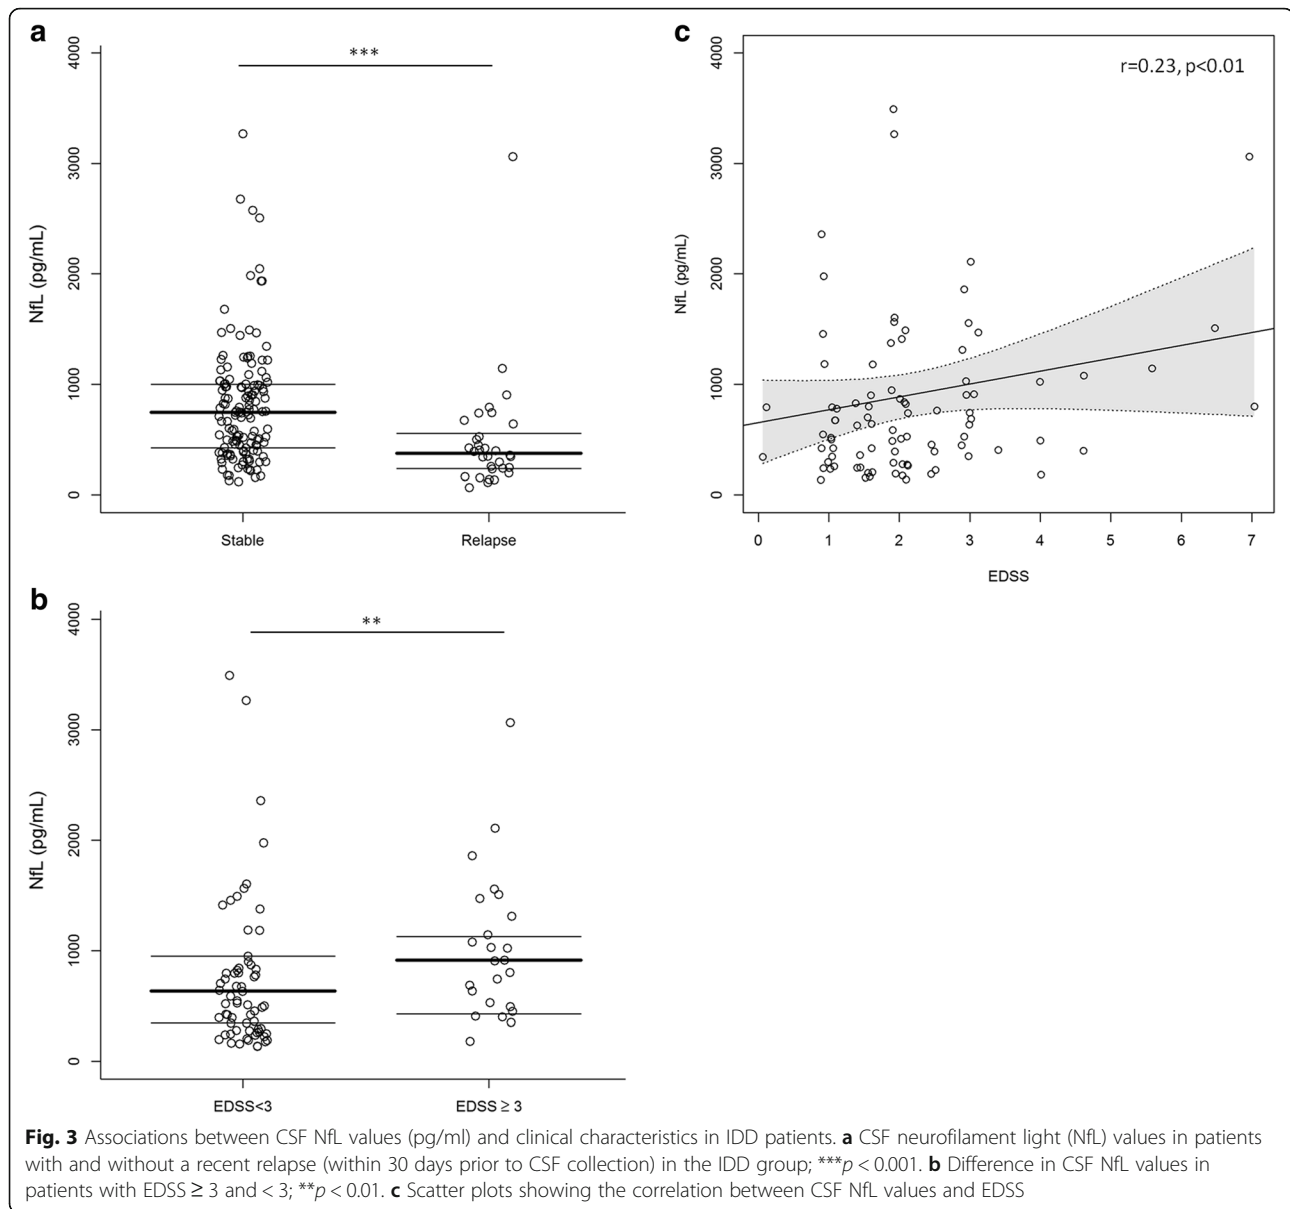 a
***
NfL (pg/mL)
4000
3000
2000
1000
0
Stable Relapse
b
**
NfL (pg/mL)
4000
3000
2000
1000
0
EDSS<3 EDSS ≥ 3
c
r=0.23, p<0.01
NfL (pg/mL)
4000
3000
2000
1000
0
0 1 2 3 4 5 6 7
EDSS
Fig. 3 Associations between CSF NfL values (pg/ml) and clinical characteristics in IDD patients. a CSF neurofilament light (NfL) values in patients
with and without a recent relapse (within 30 days prior to CSF collection) in the IDD group; ***p < 0.001. b Difference in CSF NfL values in
patients with EDSS ≥ 3 and < 3; **p < 0.01. c Scatter plots showing the correlation between CSF NfL values and EDSS